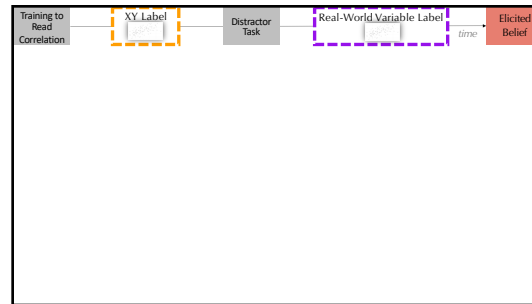 Training to
Read
Correlation
XY Label
Distractor
Task
Real-World Variable Label
time
Elicited
Belief